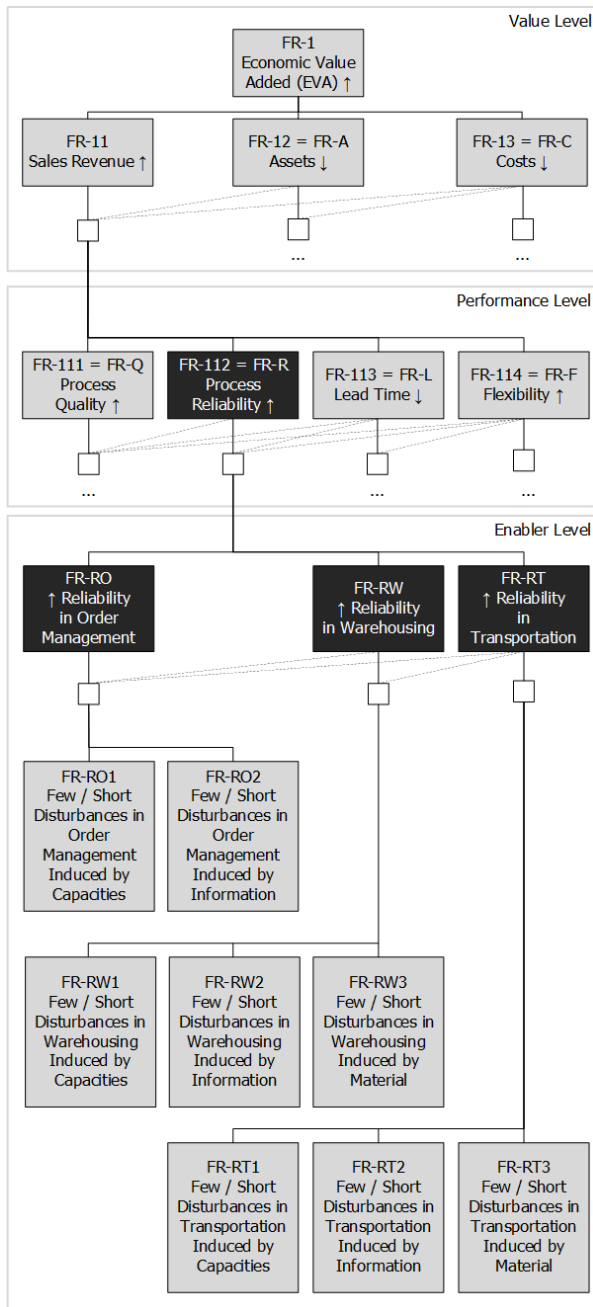 Value Level
FR-1
Economic Value
Added (EVA) ↑
FR-11
Sales Revenue ↑
FR-12 = FR-A
Assets ↓
FR-13 = FR-C
Costs ↓
...
...
Performance Level
FR-111 = FR-Q
Process
Quality ↑
FR-112 = FR-R
Process
Reliability ↑
FR-113 = FR-L
Lead Time ↓
FR-114 = FR-F
Flexibility ↑
...
...
...
Enabler Level
FR-RO
↑ Reliability
in Order
Management
FR-RW
↑ Reliability
in Warehousing
FR-RT
↑ Reliability
in
Transportation
FR-RO1
Few / Short
Disturbances in
Order
Management
Induced by
Capacities
FR-RO2
Few / Short
Disturbances in
Order
Management
Induced by
Information
FR-RW1
Few / Short
Disturbances in
Warehousing
Induced by
Capacities
FR-RW2
Few / Short
Disturbances in
Warehousing
Induced by
Information
FR-RW3
Few / Short
Disturbances in
Warehousing
Induced by
Material
FR-RT1
Few / Short
Disturbances in
Transportation
Induced by
Capacities
FR-RT2
Few / Short
Disturbances in
Transportation
Induced by
Information
FR-RT3
Few / Short
Disturbances in
Transportation
Induced by
Material